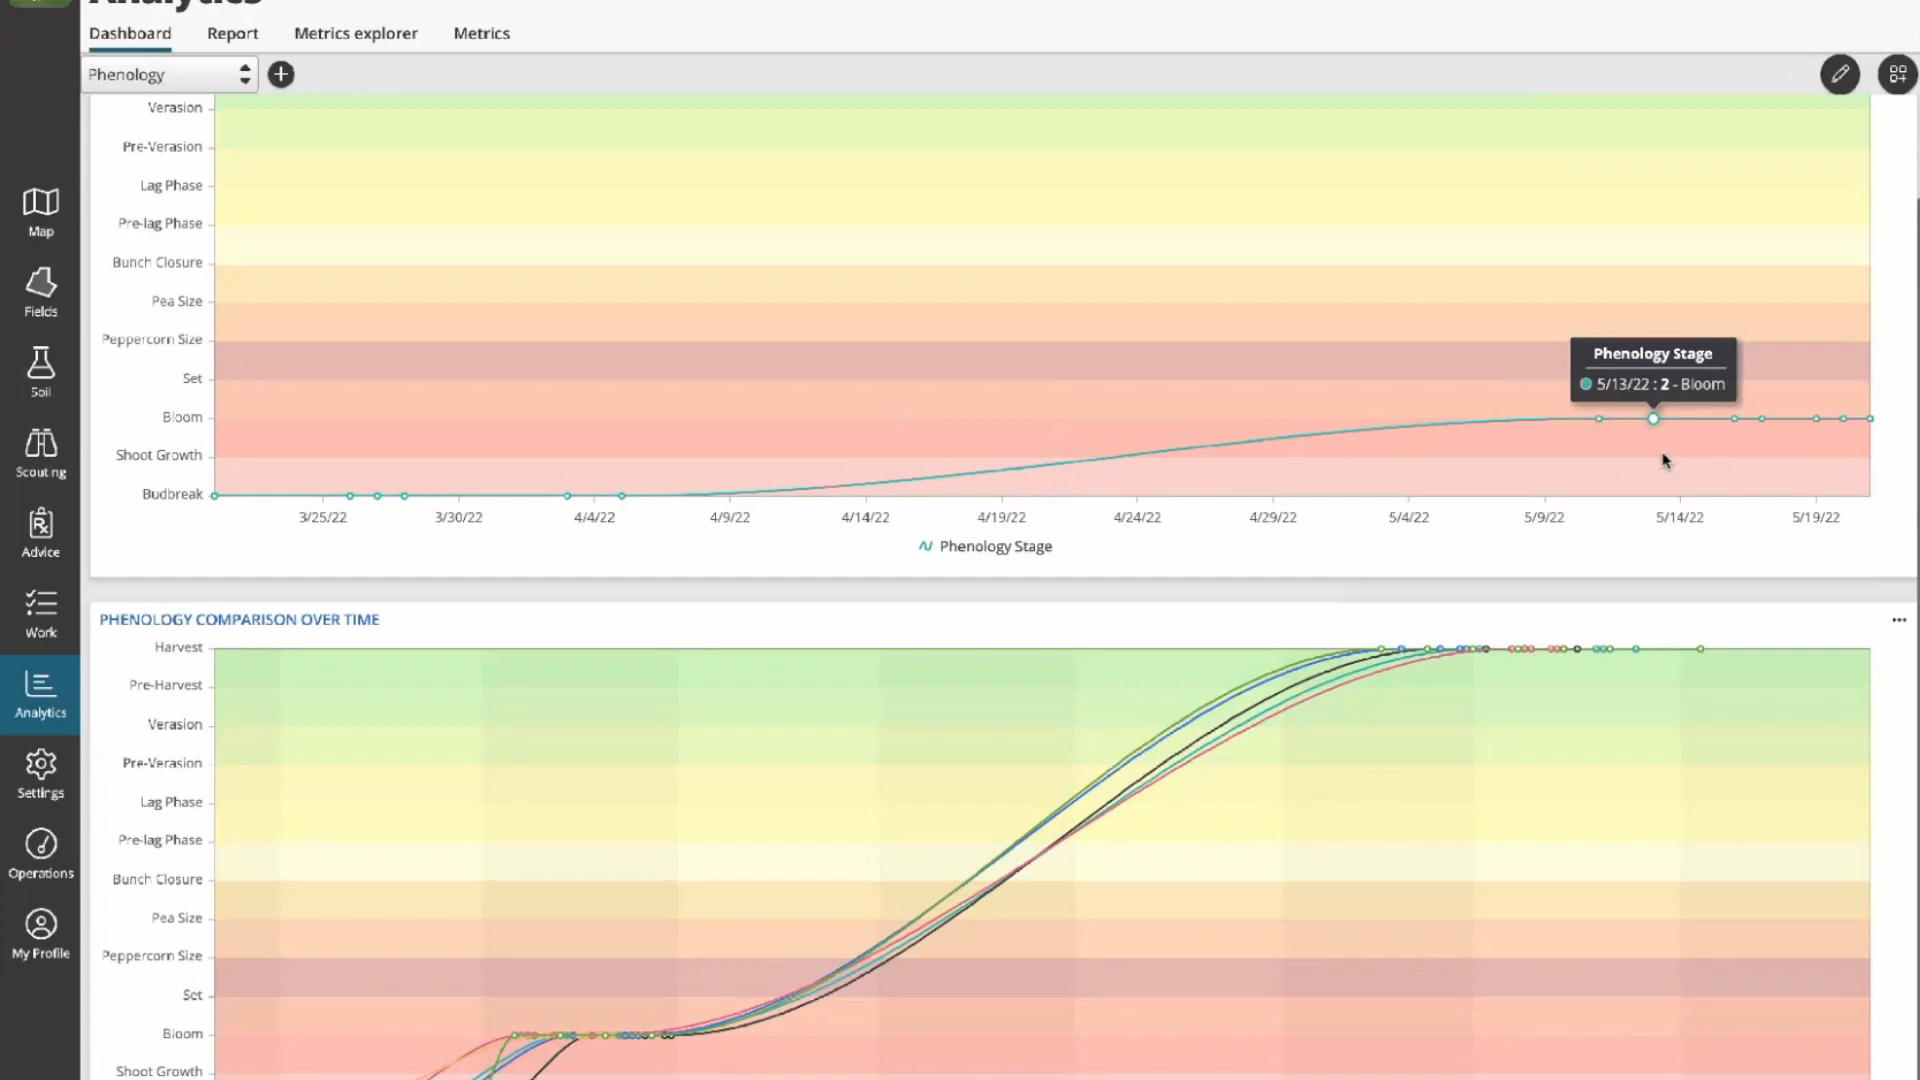 Analytics
Dashboard Report Metrics explorer Metrics
Phenology
Verasion
Pre-Verasion
Lag Phase
Pre-lag Phase
Bunch Closure
Pea Size
Peppercorn Size
Set
Bloom
Shoot Growth
Budbreak
Phenology Stage
5/13/22 : 2 - Bloom
3/25/22 3/30/22 4/4/22 4/9/22 4/14/22 4/19/22 4/24/22 4/29/22 5/4/22 5/9/22 5/14/22 5/19/22
Phenology Stage
PHENOLOGY COMPARISON OVER TIME
Harvest
Pre-Harvest
Verasion
Pre-Verasion
Lag Phase
Pre-lag Phase
Bunch Closure
Pea Size
Peppercorn Size
Set
Bloom
Shoot Growth
Map
Fields
Soil
Scouting
Advice
Work
Analytics
Settings
Operations
My Profile